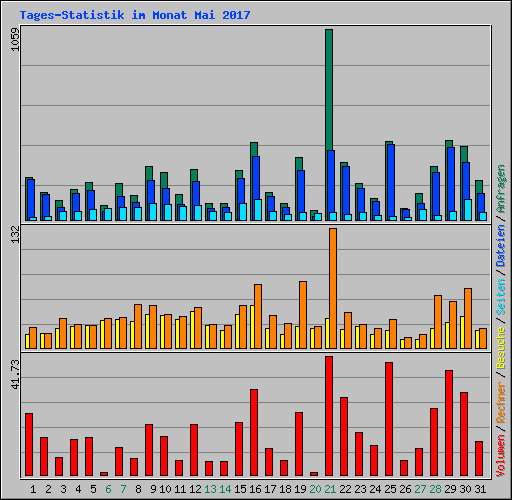 Tages-Statistik im Monat Mai 2017
1059
132
41.73
Volumen / Rechner / Besuche / Seiten / Dateien / Anfragen
1 2 3 4 5 6 7 8 9 10 11 12 13 14 15 16 17 18 19 20 21 22 23 24 25 26 27 28 29 30 31